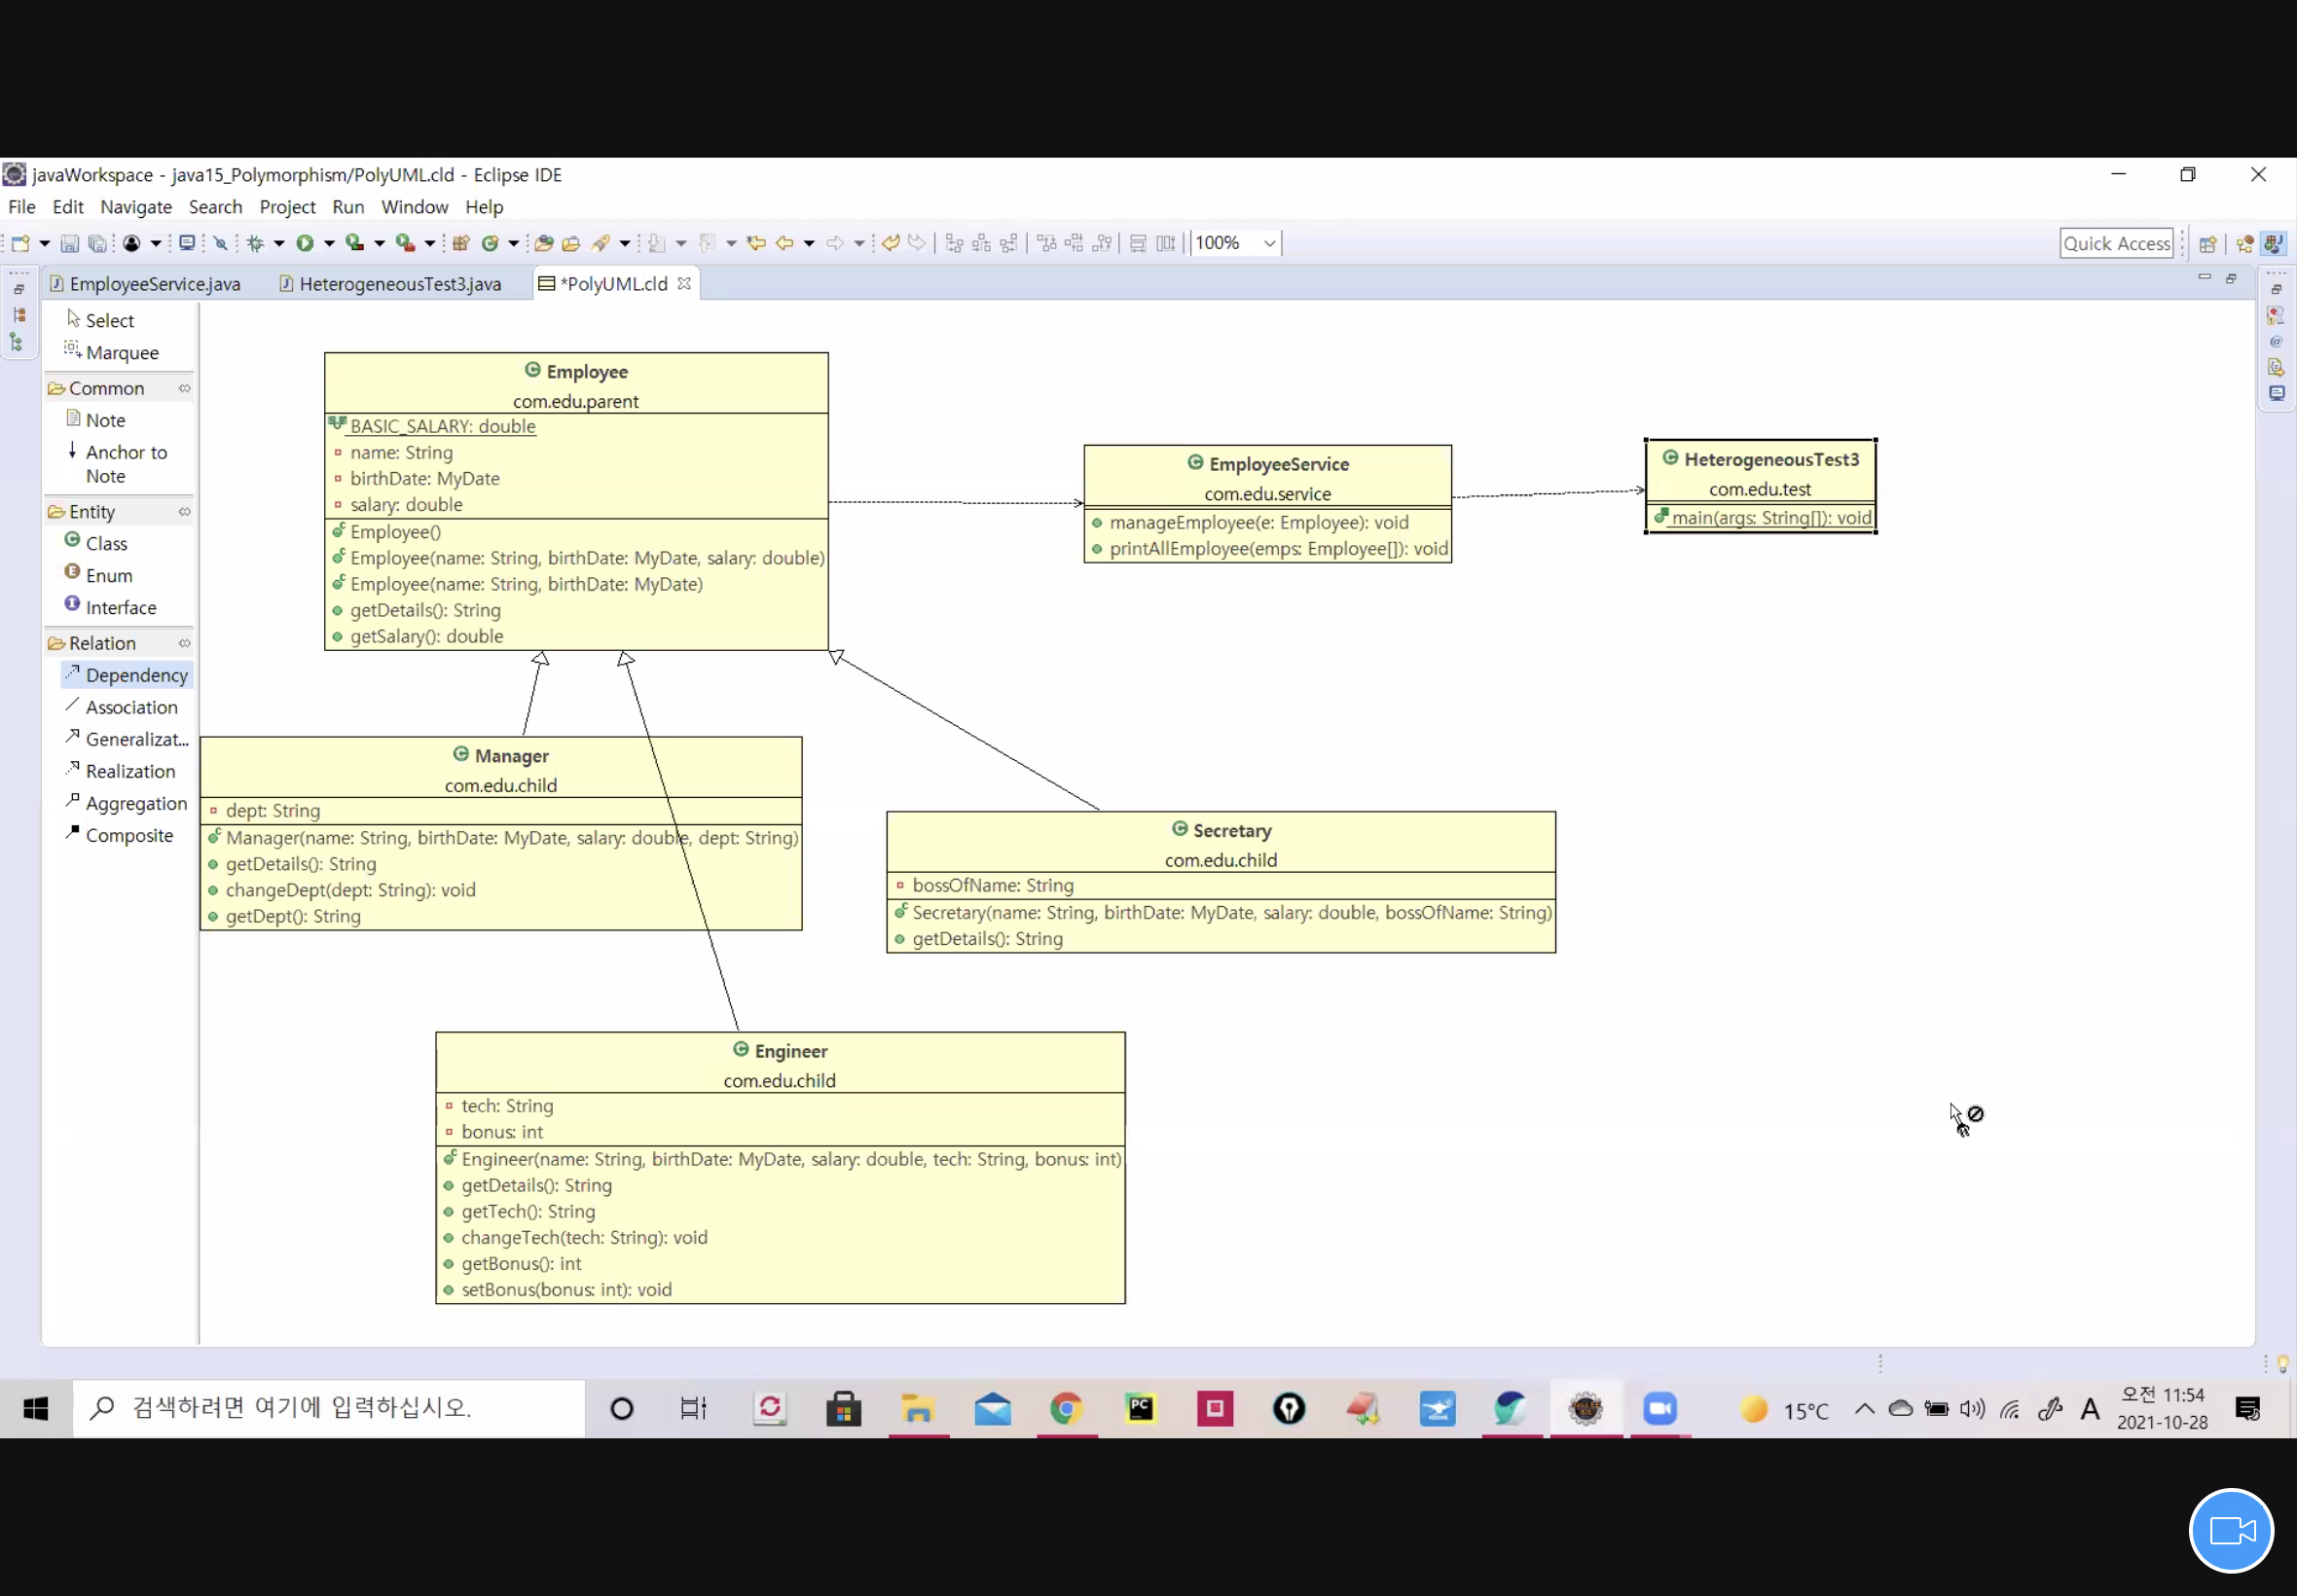 javaWorkspace - java15_Polymorphism/PolyUML.cld - Eclipse IDE
File Edit Navigate Search Project Run Window Help
100%
Quick Access
EmployeeService.java
HeterogeneousTest3.java
*PolyUML.cld
Select
Marquee
Common
Note
Anchor to
Note
Entity
Class
Enum
Interface
Relation
Dependency
Association
Generalizat...
Realization
Aggregation
Composite
Employee
com.edu.parent
BASIC_SALARY: double
name: String
birthDate: MyDate
salary: double
Employee()
Employee(name: String, birthDate: MyDate, salary: double)
Employee(name: String, birthDate: MyDate)
getDetails(): String
getSalary(): double
EmployeeService
com.edu.service
manageEmployee(e: Employee): void
printAllEmployee(emps: Employee[]): void
HeterogeneousTest3
com.edu.test
main(args: String[]): void
Manager
com.edu.child
dept: String
Manager(name: String, birthDate: MyDate, salary: double, dept: String)
getDetails(): String
changeDept(dept: String): void
getDept(): String
Secretary
com.edu.child
bossOfName: String
Secretary(name: String, birthDate: MyDate, salary: double, bossOfName: String)
getDetails(): String
Engineer
com.edu.child
tech: String
bonus: int
Engineer(name: String, birthDate: MyDate, salary: double, tech: String, bonus: int)
getDetails(): String
getTech(): String
changeTech(tech: String): void
getBonus(): int
setBonus(bonus: int): void
검색하려면 여기에 입력하십시오.
PC
15°C
A
오전 11:54
2021-10-28